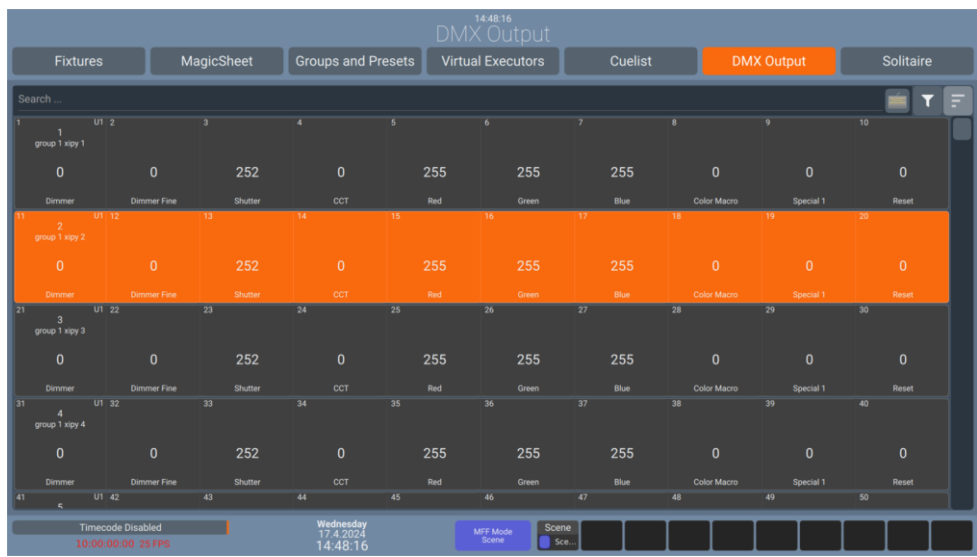 14:48:16
DMX Output
Fixtures MagicSheet Groups and Presets Virtual Executors Cuelist DMX Output Solitaire
Search ...
1 U1 2 3 4 5 6 7 8 9 10
1
group 1 xipy 1
0 0 252 0 255 255 255 0 0 0
Dimmer Dimmer Fine Shutter CCT Red Green Blue Color Macro Special 1 Reset
11 U1 12 13 14 15 16 17 18 19 20
2
group 1 xipy 2
0 0 252 0 255 255 255 0 0 0
Dimmer Dimmer Fine Shutter CCT Red Green Blue Color Macro Special 1 Reset
21 U1 22 23 24 25 26 27 28 29 30
3
group 1 xipy 3
0 0 252 0 255 255 255 0 0 0
Dimmer Dimmer Fine Shutter CCT Red Green Blue Color Macro Special 1 Reset
31 U1 32 33 34 35 36 37 38 39 40
4
group 1 xipy 4
0 0 252 0 255 255 255 0 0 0
Dimmer Dimmer Fine Shutter CCT Red Green Blue Color Macro Special 1 Reset
41 U1 42 43 44 45 46 47 48 49 50
Timecode Disabled
10:00:00:00 25 FPS
Wednesday
17.4.2024
14:48:16
MFF Mode
Scene
Scene
Sce...